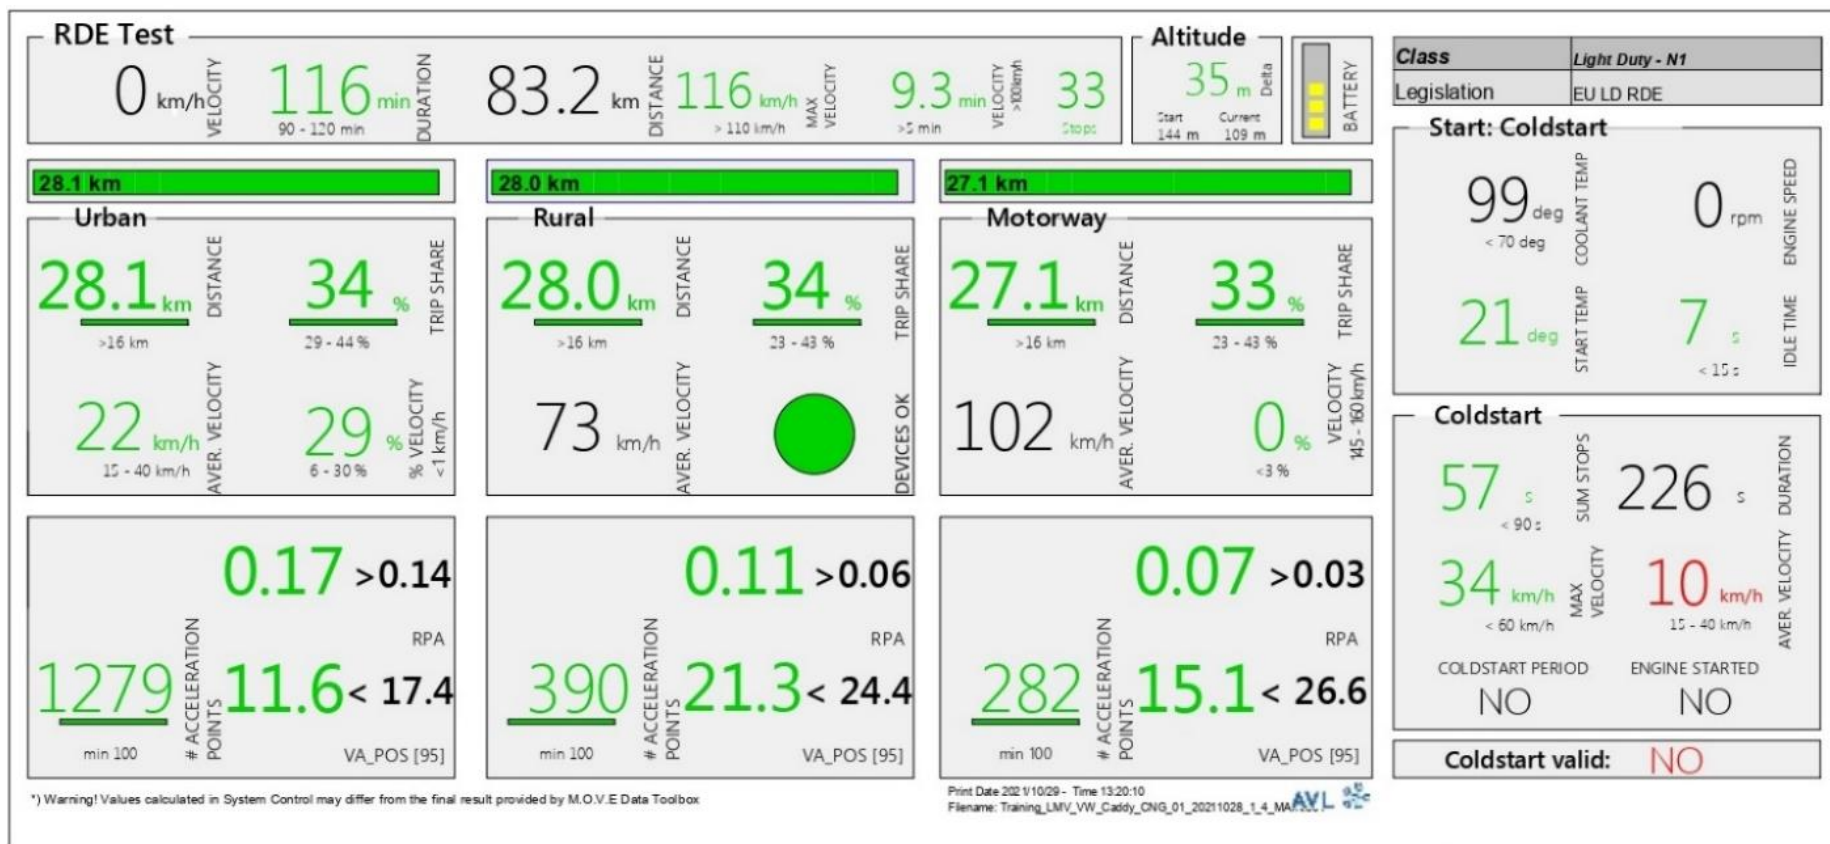 RDE Test
0 km/h VELOCITY
116 min DURATION
90 - 120 min
83.2 km DISTANCE
116 km/h MAX VELOCITY
> 110 km/h
9.3 min VELOCITY >100km/h
>5 min
33
Stops
Altitude
35 m Delta
Start Current
144 m 109 m
BATTERY
Class Light Duty - N1
Legislation EU LD RDE
28.1 km
28.0 km
27.1 km
Urban
28.1 km DISTANCE
>16 km
34 % TRIP SHARE
29 - 44 %
22 km/h AVER. VELOCITY
15 - 40 km/h
29 % % VELOCITY <1 km/h
6 - 30 %
Rural
28.0 km DISTANCE
>16 km
34 % TRIP SHARE
23 - 43 %
73 km/h AVER. VELOCITY
DEVICES OK
Motorway
27.1 km DISTANCE
>16 km
33 % TRIP SHARE
23 - 43 %
102 km/h AVER. VELOCITY
0 % VELOCITY 145 - 160 km/h
<3 %
Start: Coldstart
99 deg COOLANT TEMP
< 70 deg
0 rpm ENGINE SPEED
21 deg START TEMP
7 s IDLE TIME
< 15 s
0.17 >0.14
RPA
1279 # ACCELERATION POINTS
min 100
11.6 < 17.4
VA_POS [95]
0.11 >0.06
RPA
390 # ACCELERATION POINTS
min 100
21.3 < 24.4
VA_POS [95]
0.07 >0.03
RPA
282 # ACCELERATION POINTS
min 100
15.1 < 26.6
VA_POS [95]
Coldstart
57 s SUM STOPS
< 90 s
226 s DURATION
34 km/h MAX VELOCITY
< 60 km/h
10 km/h AVER. VELOCITY
15 - 40 km/h
COLDSTART PERIOD ENGINE STARTED
NO NO
Coldstart valid: NO
*) Warning! Values calculated in System Control may differ from the final result provided by M.O.V.E Data Toolbox
Print Date 2021/10/29 - Time 13:20:10
Filename: Training_LMV_VW_Caddy_CNG_01_20211028_1_4_MA
AVL